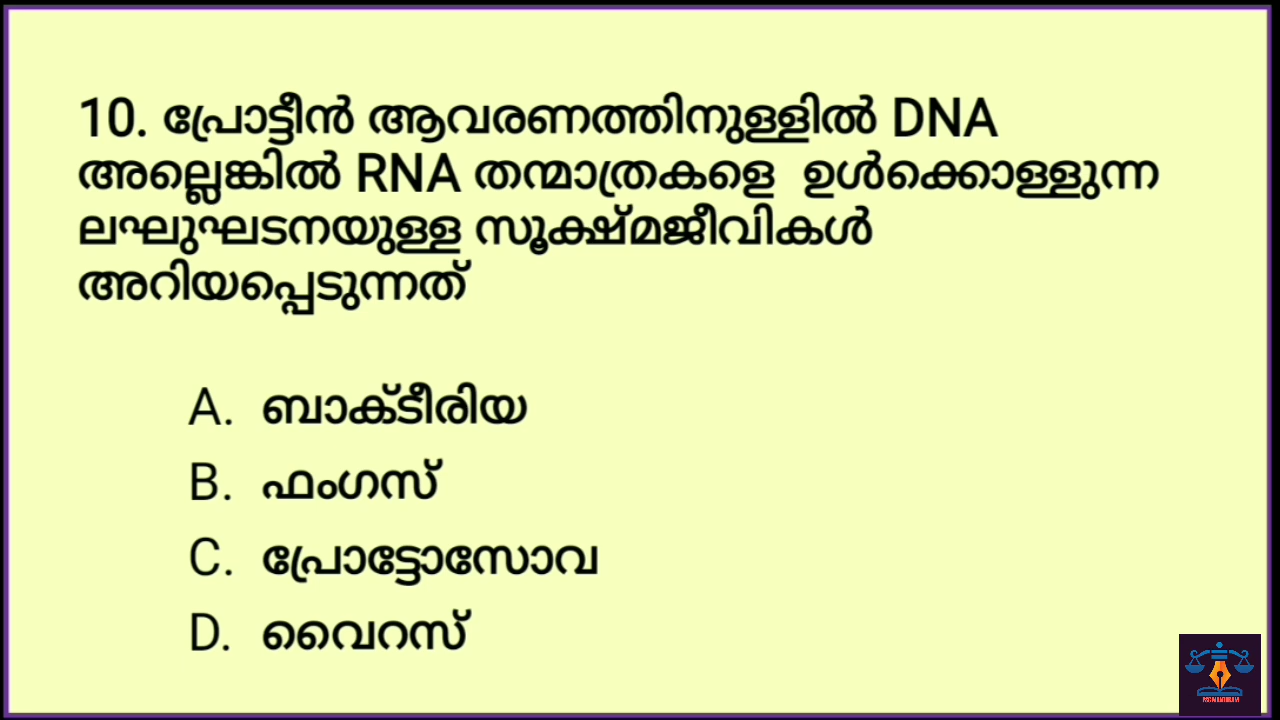 10. പ്രോട്ടീൻ ആവരണത്തിനുള്ളിൽ DNA
അല്ലെങ്കിൽ RNA തന്മാത്രകളെ ഉൾക്കൊള്ളുന്ന
ലഘുഘടനയുള്ള സൂക്ഷ്മജീവികൾ
അറിയപ്പെടുന്നത്
A. ബാക്ടീരിയ
B. ഫംഗസ്
C. പ്രോട്ടോസോവ
D. വൈറസ്